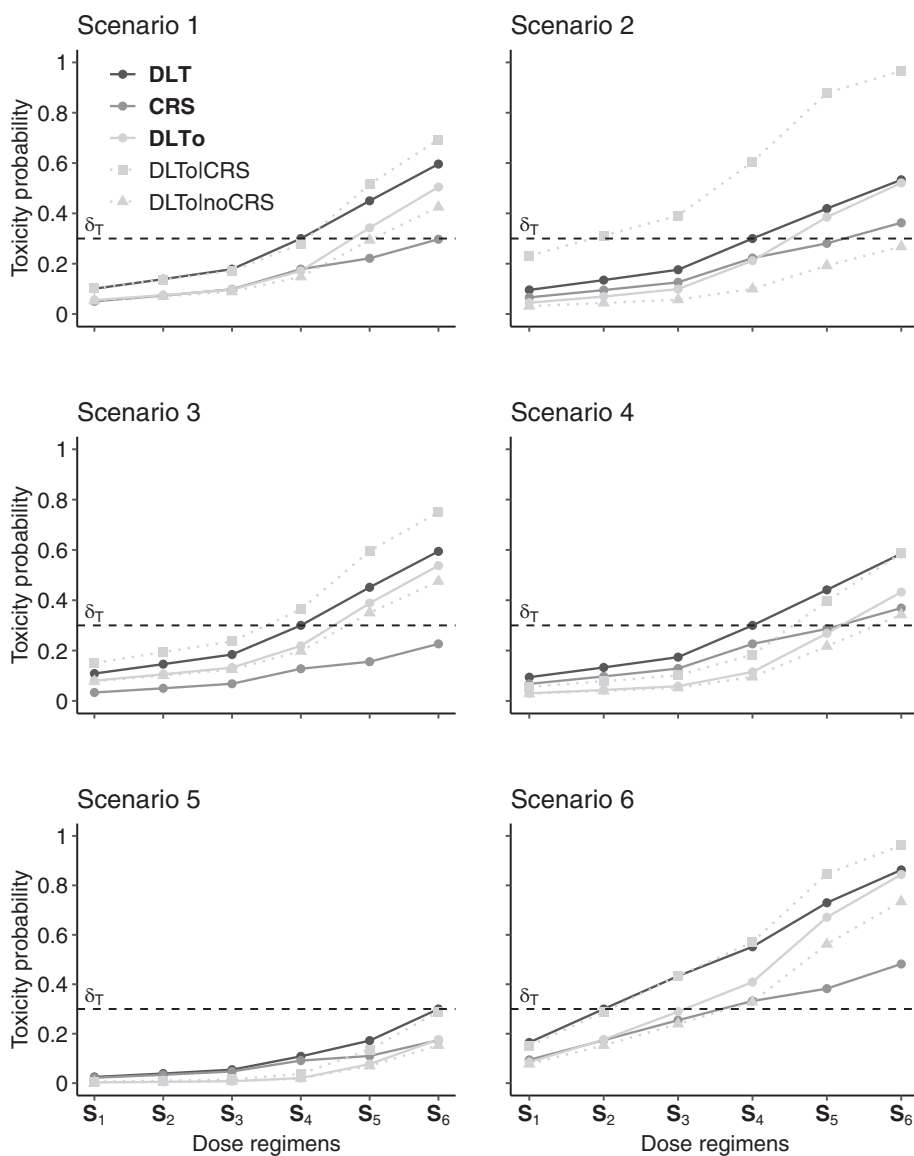 Scenario 1
Toxicity probability
1
0.8
0.6
0.4
0.2
0
DLT
CRS
DLTo
DLTo|CRS
DLTo|noCRS
δT
Scenario 2
δT
Scenario 3
Toxicity probability
1
0.8
0.6
0.4
0.2
0
δT
Scenario 4
δT
Scenario 5
Toxicity probability
1
0.8
0.6
0.4
0.2
0
δT
S1 S2 S3 S4 S5 S6
Dose regimens
Scenario 6
δT
S1 S2 S3 S4 S5 S6
Dose regimens